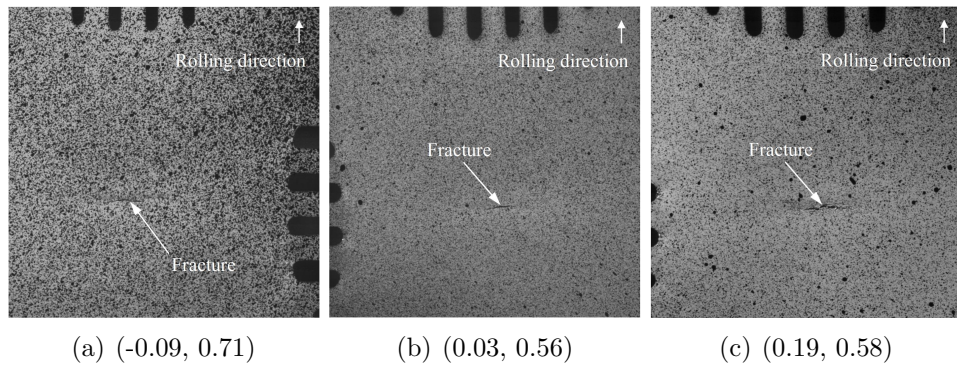 Rolling direction
Fracture
(a) (-0.09, 0.71)
Rolling direction
Fracture
(b) (0.03, 0.56)
Rolling direction
Fracture
(c) (0.19, 0.58)